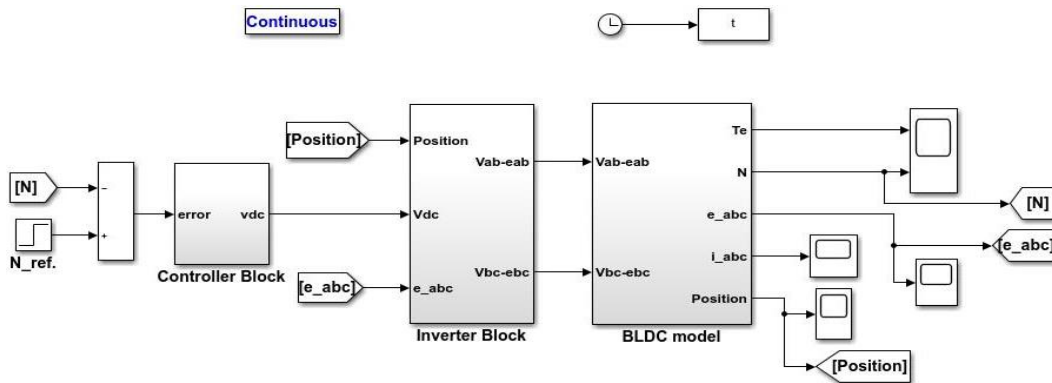 Continuous
t
[Position]
[N]
N_ref.
−
+
error
vdc
Controller Block
[e_abc]
Position
Vdc
e_abc
Vab-eab
Vbc-ebc
Inverter Block
Vab-eab
Vbc-ebc
Te
N
e_abc
i_abc
Position
BLDC model
[N]
[e_abc]
[Position]